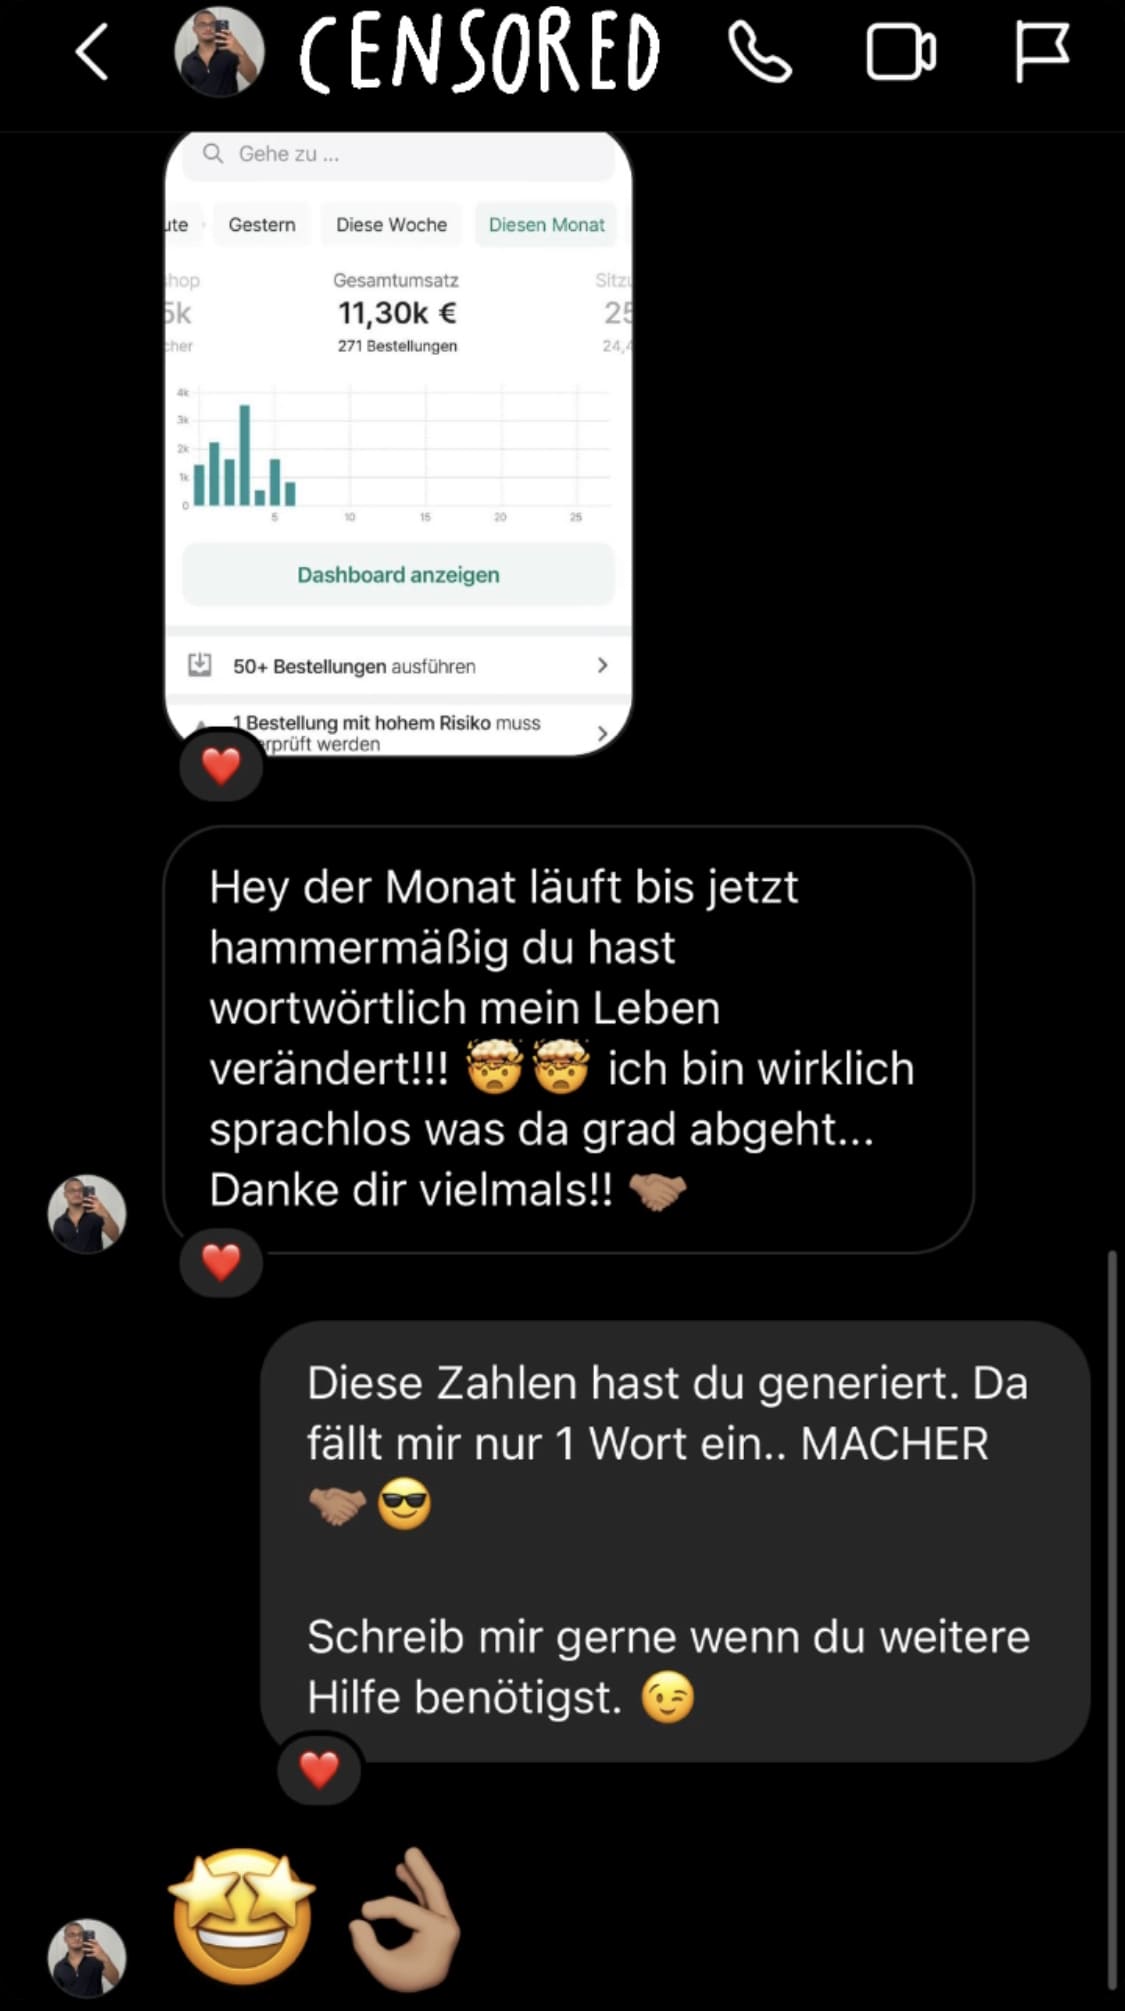 CENSORED
Gehe zu ...
ute Gestern Diese Woche Diesen Monat
hop Gesamtumsatz Sitzu
5k 11,30k € 25
cher 271 Bestellungen 24,4
4k
3k
2k
1k
0
5 10 15 20 25
Dashboard anzeigen
50+ Bestellungen ausführen
1 Bestellung mit hohem Risiko muss
erprüft werden
Hey der Monat läuft bis jetzt
hammermäßig du hast
wortwörtlich mein Leben
verändert!!! 🤯🤯 ich bin wirklich
sprachlos was da grad abgeht...
Danke dir vielmals!! 🤝🏽
Diese Zahlen hast du generiert. Da
fällt mir nur 1 Wort ein.. MACHER
🤝🏽😎
Schreib mir gerne wenn du weitere
Hilfe benötigst. 😉
🤩👌🏽